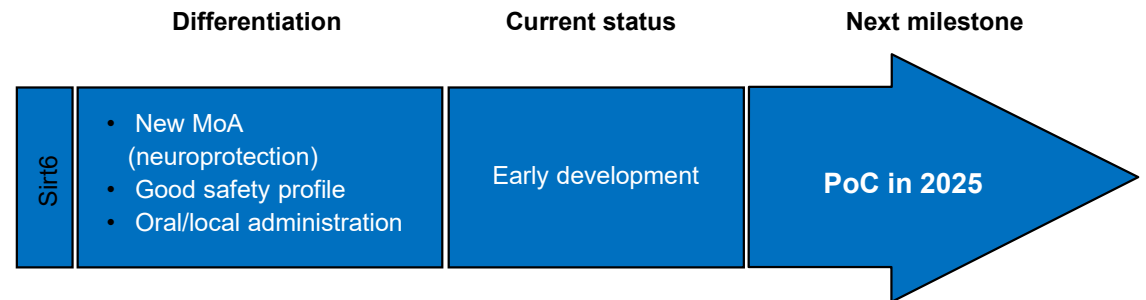 Differentiation
Current status
Next milestone
Sirt6
• New MoA
(neuroprotection)
• Good safety profile
• Oral/local administration
Early development
PoC in 2025